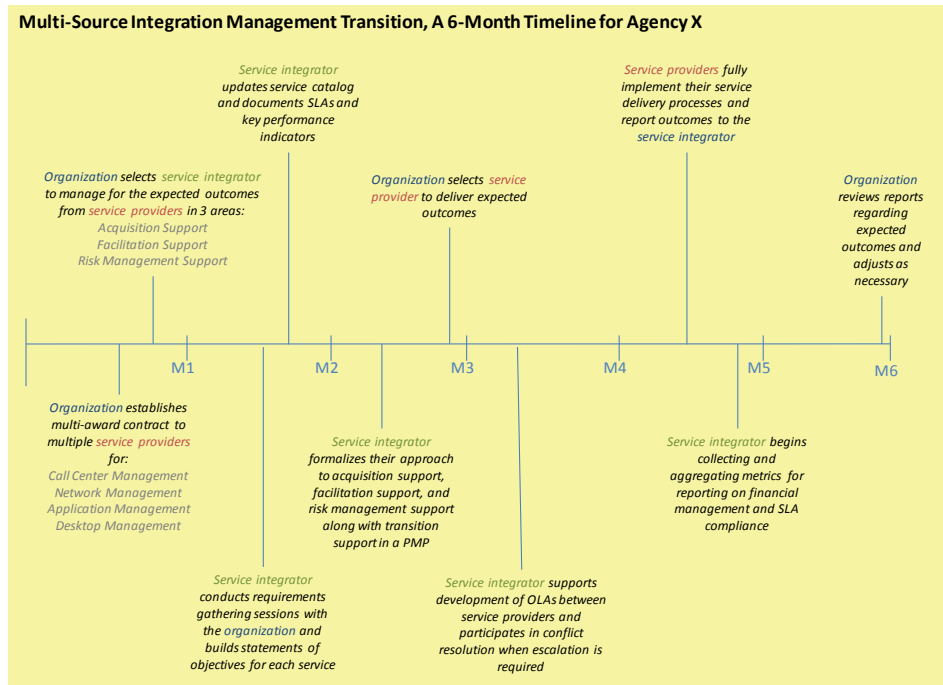 Multi-Source Integration Management Transition, A 6-Month Timeline for Agency X
Service integrator
updates service catalog
and documents SLAs and
key performance
indicators
Service providers fully
implement their service
delivery processes and
report outcomes to the
service integrator
Organization selects service integrator
to manage for the expected outcomes
from service providers in 3 areas:
Acquisition Support
Facilitation Support
Risk Management Support
Organization selects service
provider to deliver expected
outcomes
Organization
reviews reports
regarding
expected
outcomes and
adjusts as
necessary
M1
M2
M3
M4
M5
M6
Organization establishes
multi-award contract to
multiple service providers
for:
Call Center Management
Network Management
Application Management
Desktop Management
Service integrator
formalizes their approach
to acquisition support,
facilitation support, and
risk management support
along with transition
support in a PMP
Service integrator begins
collecting and
aggregating metrics for
reporting on financial
management and SLA
compliance
Service integrator
conducts requirements
gathering sessions with
the organization and
builds statements of
objectives for each service
Service integrator supports
development of OLAs between
service providers and
participates in conflict
resolution when escalation is
required